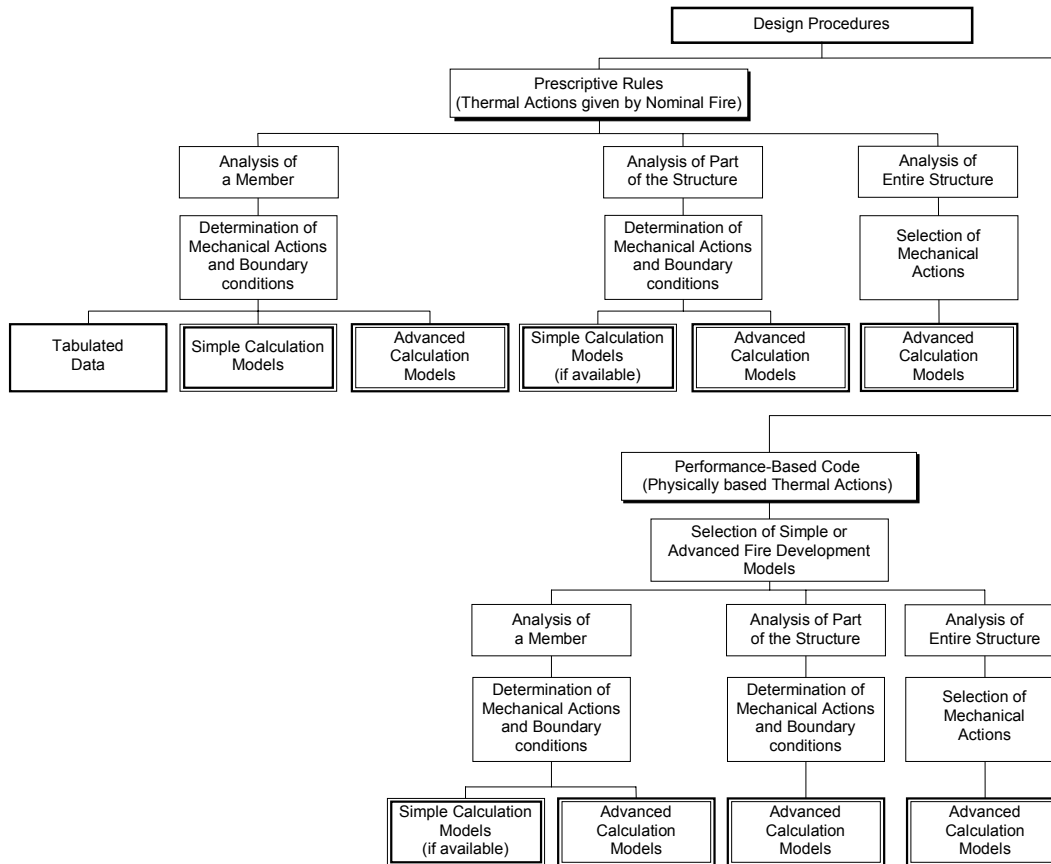 Design Procedures
Prescriptive Rules
(Thermal Actions given by Nominal Fire)
Analysis of
a Member
Analysis of Part
of the Structure
Analysis of
Entire Structure
Determination of
Mechanical Actions
and Boundary
conditions
Determination of
Mechanical Actions
and Boundary
conditions
Selection of
Mechanical
Actions
Tabulated
Data
Simple Calculation
Models
Advanced
Calculation
Models
Simple Calculation
Models
(if available)
Advanced
Calculation
Models
Advanced
Calculation
Models
Performance-Based Code
(Physically based Thermal Actions)
Selection of Simple or
Advanced Fire Development
Models
Analysis of
a Member
Analysis of Part
of the Structure
Analysis of
Entire Structure
Determination of
Mechanical Actions
and Boundary
conditions
Determination of
Mechanical Actions
and Boundary
conditions
Selection of
Mechanical
Actions
Simple Calculation
Models
(if available)
Advanced
Calculation
Models
Advanced
Calculation
Models
Advanced
Calculation
Models